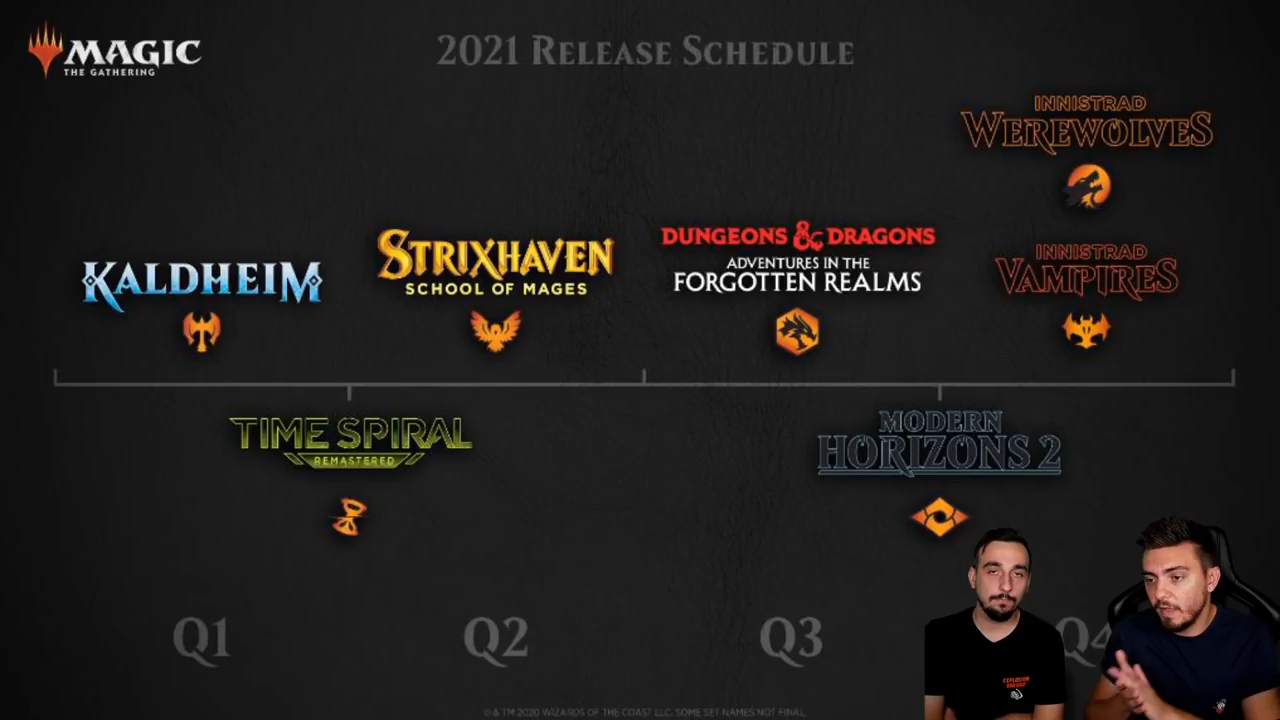 MAGIC
THE GATHERING
2021 RELEASE SCHEDULE
INNISTRAD
WEREWOLVES
KALDHEIM
STRIXHAVEN
SCHOOL OF MAGES
DUNGEONS & DRAGONS
ADVENTURES IN THE
FORGOTTEN REALMS
INNISTRAD
VAMPIRES
TIME SPIRAL
REMASTERED
MODERN
HORIZONS 2
Q1
Q2
Q3
Q4
© & TM 2020 WIZARDS OF THE COAST LLC. SOME SET NAMES NOT FINAL